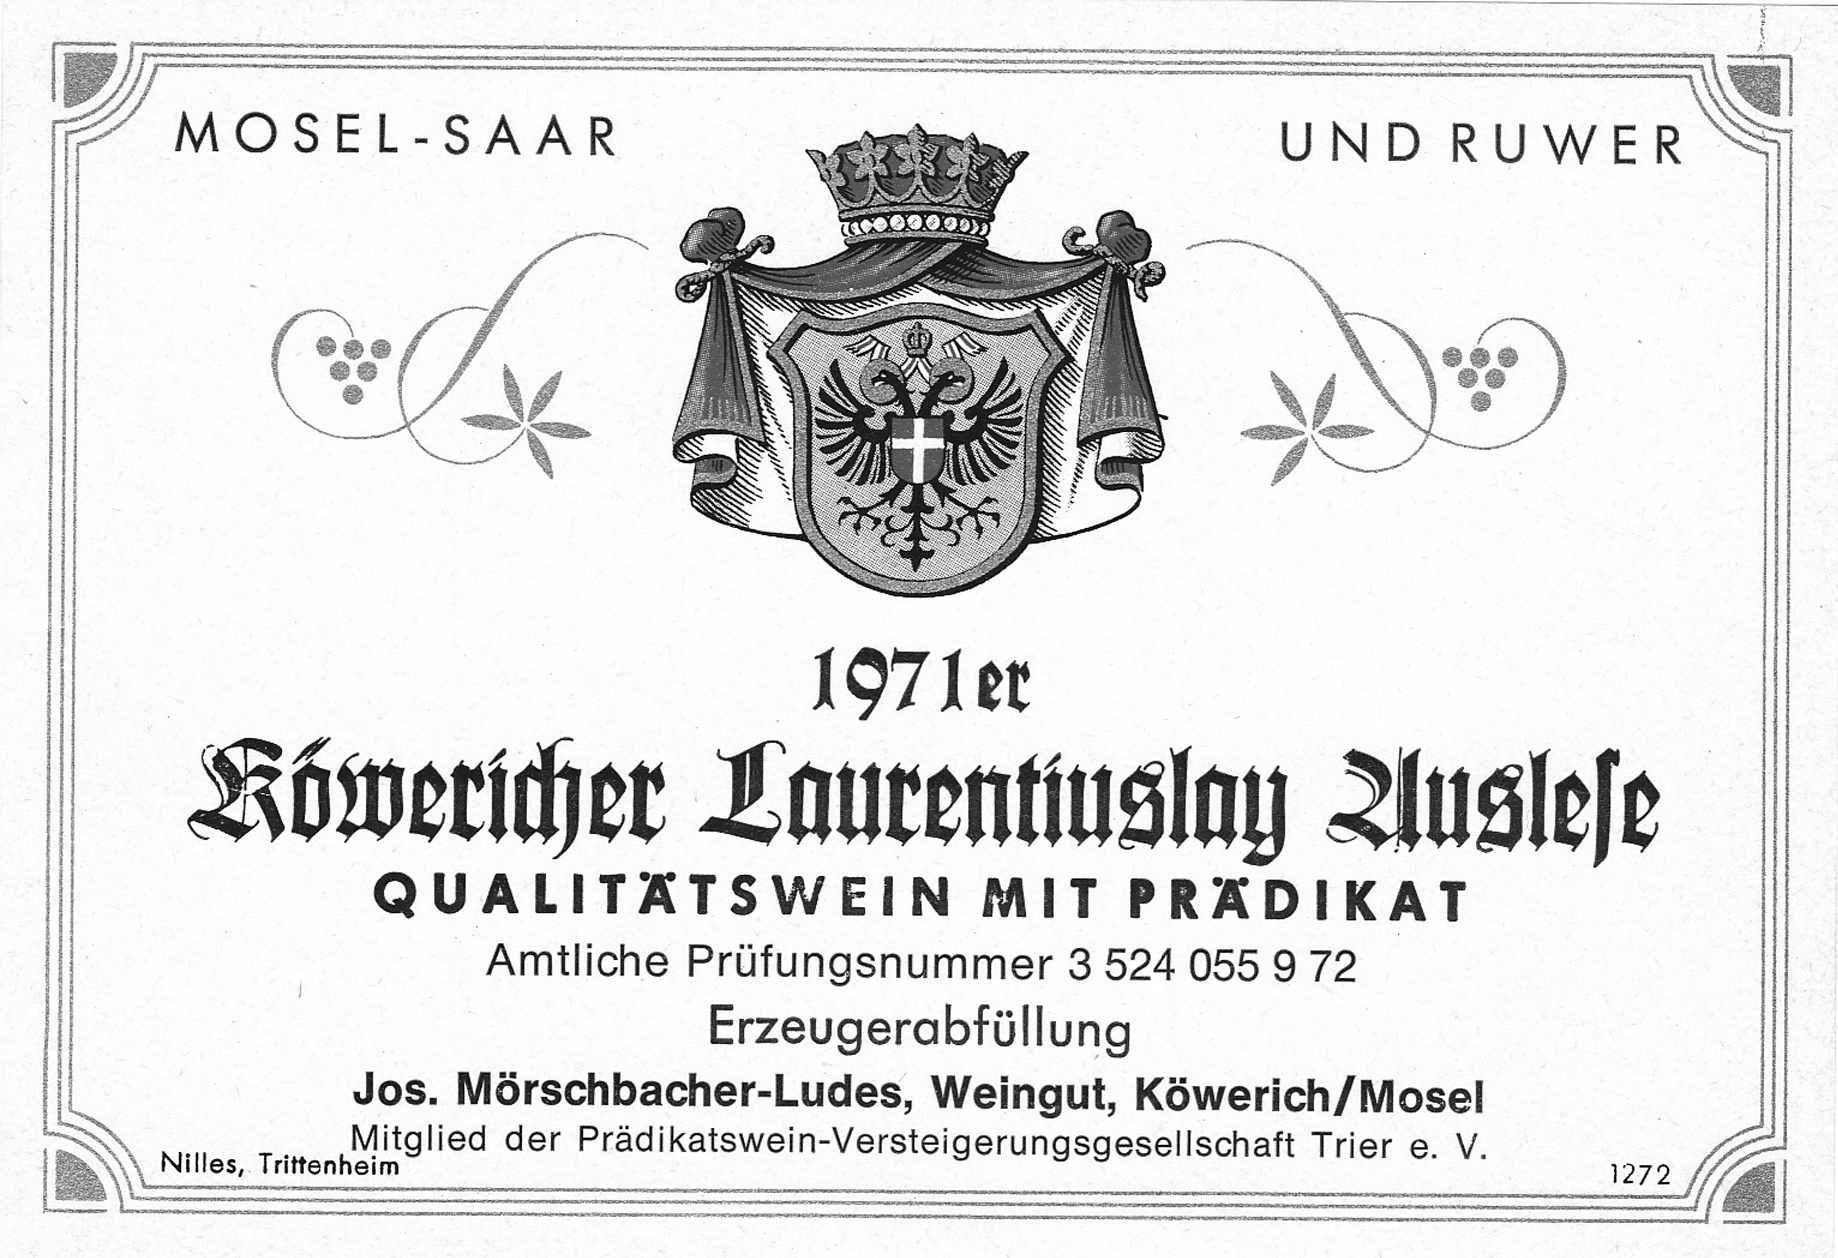 MOSEL-SAAR UND RUWER
1971er
Köwericher Laurentiuslay Auslese
QUALITÄTSWEIN MIT PRÄDIKAT
Amtliche Prüfungsnummer 3 524 055 9 72
Erzeugerabfüllung
Jos. Mörschbacher-Ludes, Weingut, Köwerich/Mosel
Mitglied der Prädikatswein-Versteigerungsgesellschaft Trier e. V.
Nilles, Trittenheim 1272